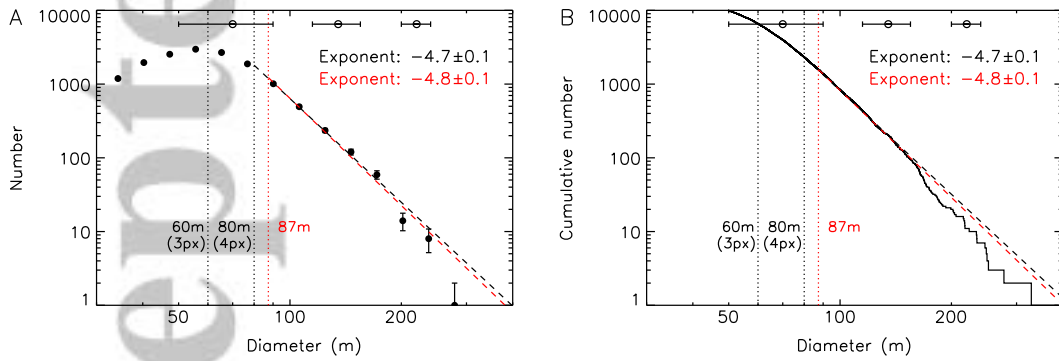 A
Exponent: −4.7±0.1
Exponent: −4.8±0.1
10000
1000
100
10
1
Number
60m
(3px)
80m
(4px)
87m
50
100
200
Diameter (m)
B
Exponent: −4.7±0.1
Exponent: −4.8±0.1
10000
1000
100
10
1
Cumulative number
60m
(3px)
80m
(4px)
87m
50
100
200
Diameter (m)
epte